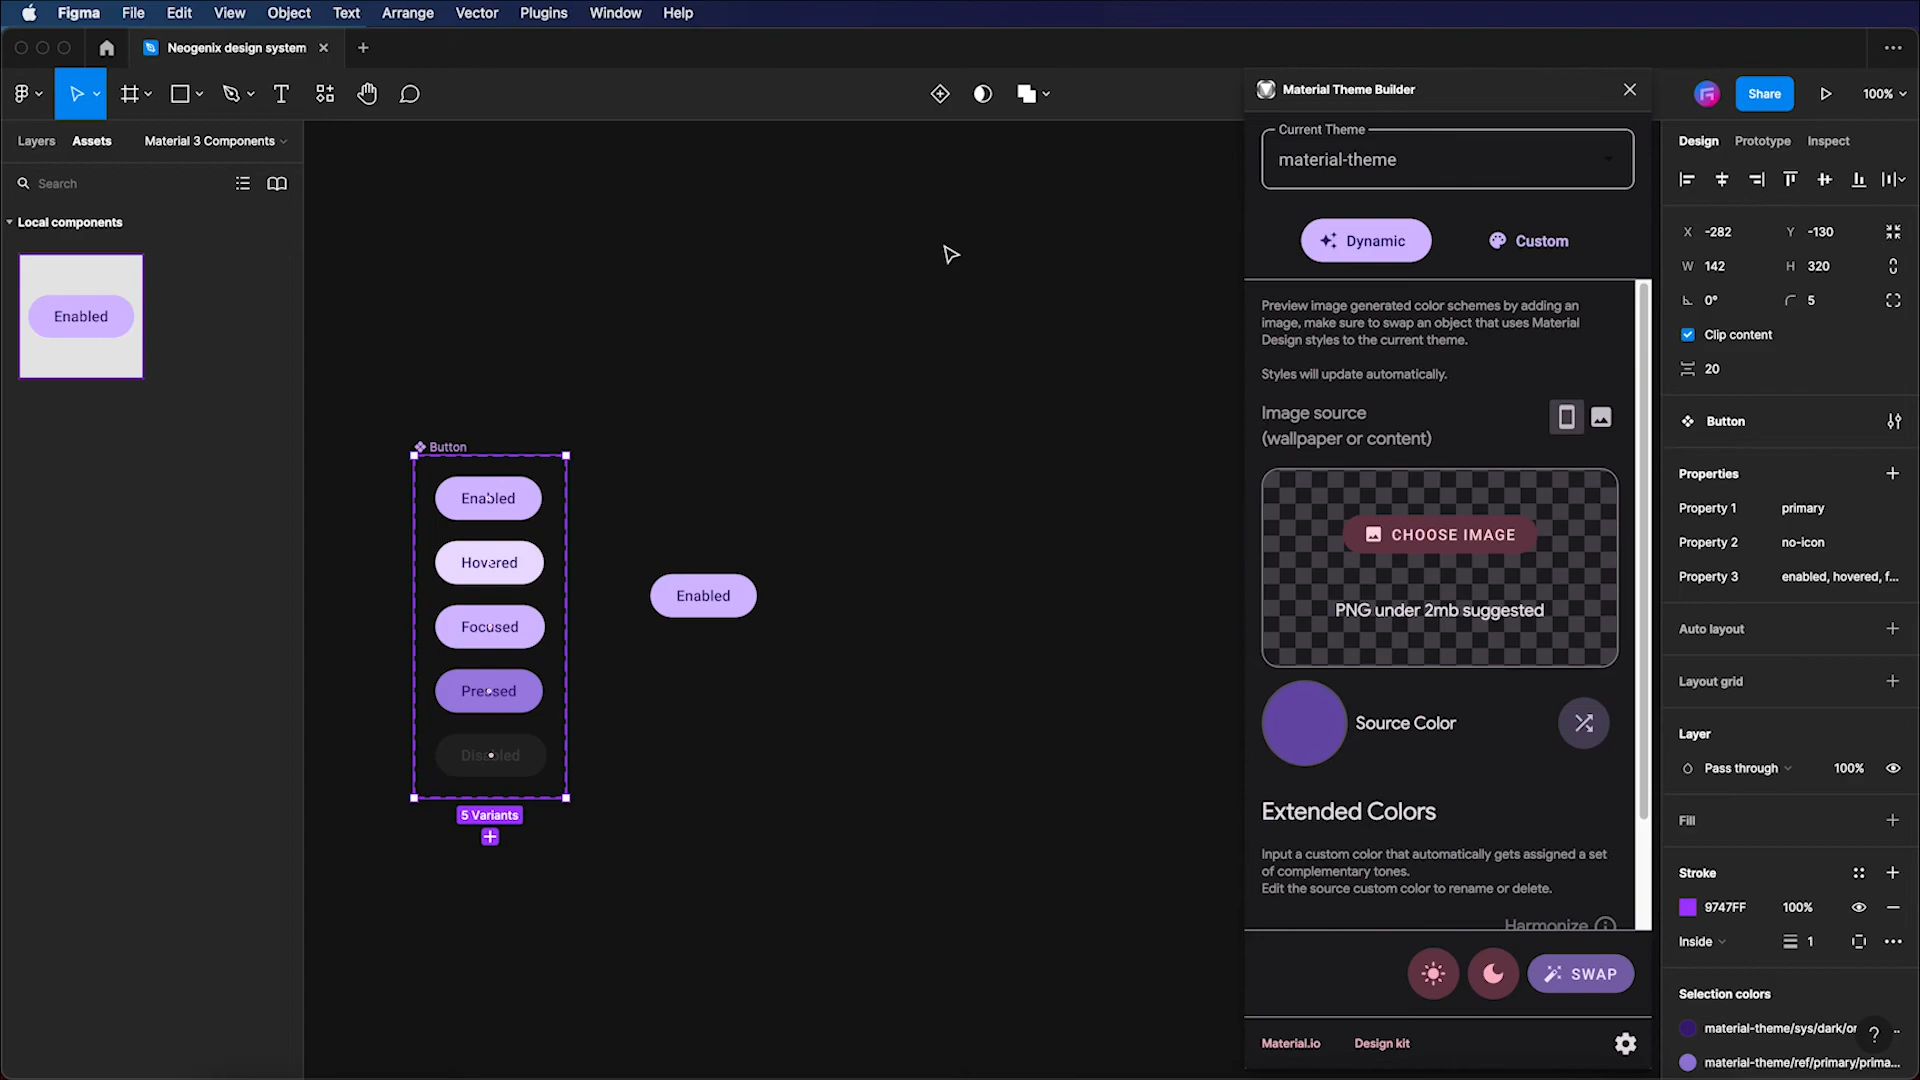 Figma File Edit View Object Text Arrange Vector Plugins Window Help
Neogenix design system
Share
100%
Layers Assets Material 3 Components
Search
Local components
Enabled
Button
Enabled
Hovered
Focused
Pressed
Disabled
5 Variants
Enabled
Material Theme Builder
Current Theme
material-theme
Dynamic Custom
Preview image generated color schemes by adding an
image, make sure to swap an object that uses Material
Design styles to the current theme.
Styles will update automatically.
Image source
(wallpaper or content)
CHOOSE IMAGE
PNG under 2mb suggested
Source Color
Extended Colors
Input a custom color that automatically gets assigned a set
of complementary tones.
Edit the source custom color to rename or delete.
Harmonize
SWAP
Material.io Design kit
Design Prototype Inspect
X -282 Y -130
W 142 H 320
0° 5
Clip content
20
Button
Properties
Property 1 primary
Property 2 no-icon
Property 3 enabled, hovered, f...
Auto layout
Layout grid
Layer
Pass through 100%
Fill
Stroke
9747FF 100%
Inside 1
Selection colors
material-theme/sys/dark/or ...
?
material-theme/ref/primary/prima...